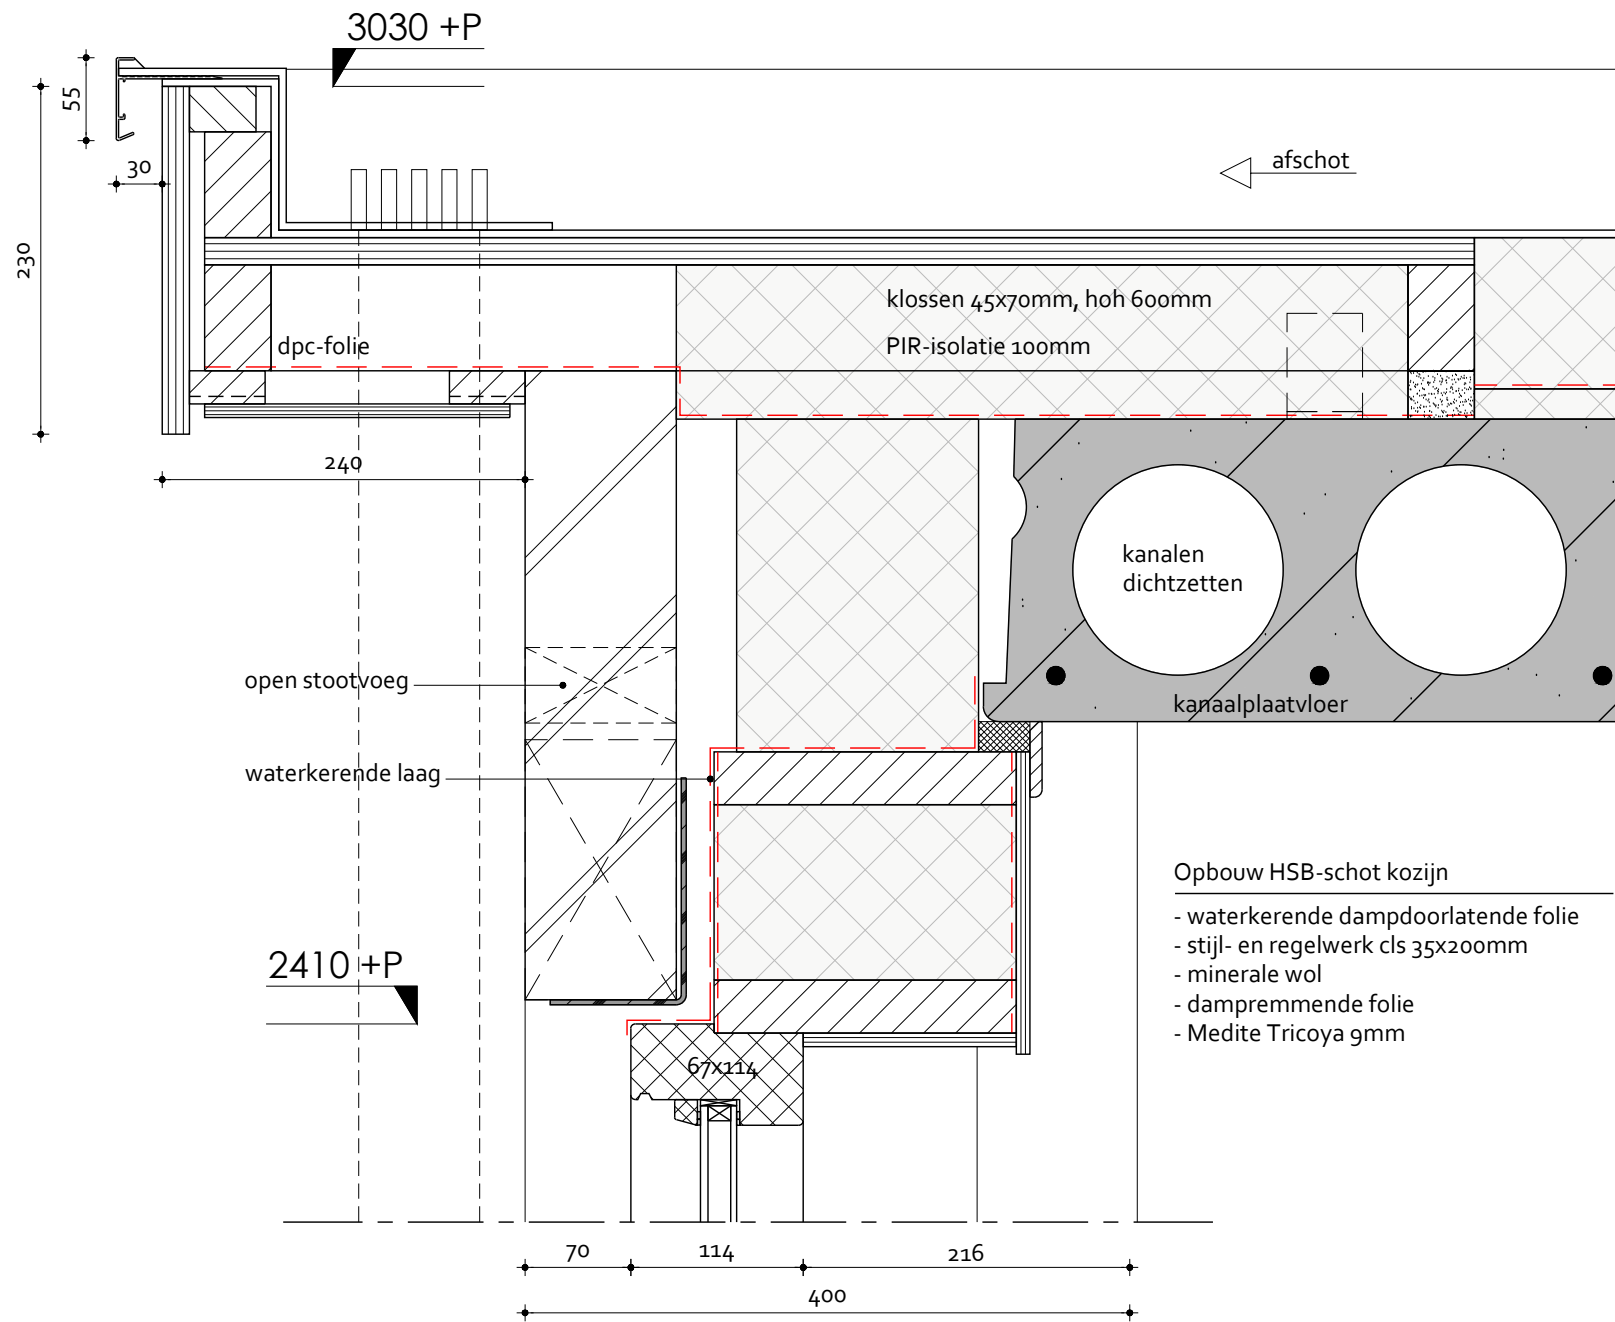 3030 +P
55
30
230
afschot
klossen 45x70mm, hoh 600mm
PIR-isolatie 100mm
dpc-folie
240
kanalen
dichtzetten
open stootvoeg
kanaalplaatvloer
waterkerende laag
2410 +P
67x114
Opbouw HSB-schot kozijn
- waterkerende dampdoorlatende folie
- stijl- en regelwerk cls 35x200mm
- minerale wol
- dampremmende folie
- Medite Tricoya 9mm
70
114
216
400